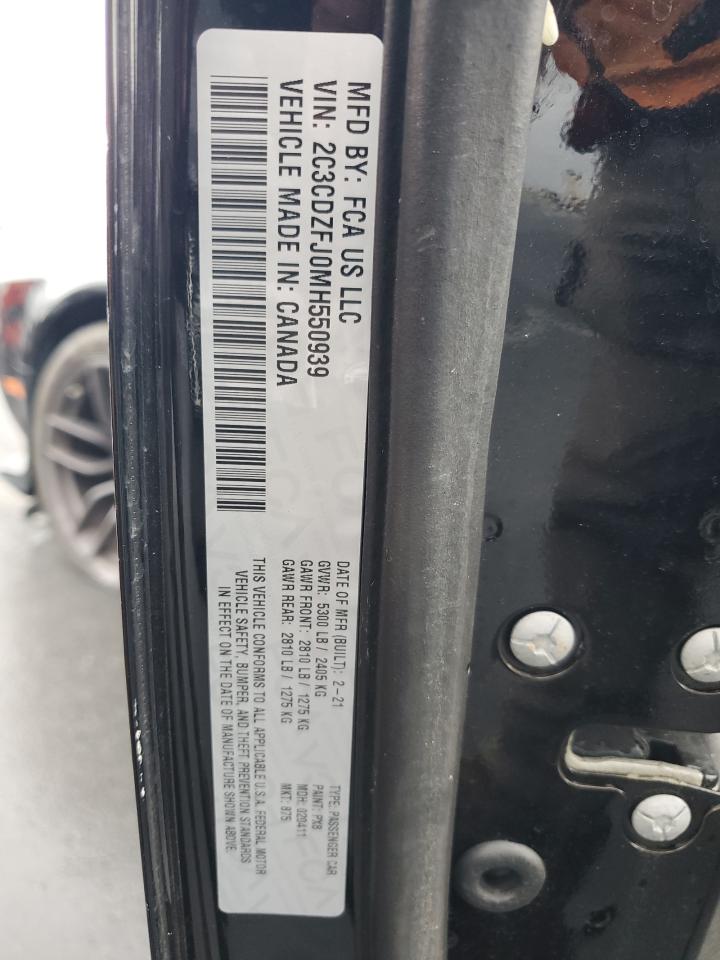 MFD BY: FCA US LLC
VIN: 2C3CDZFJ0MH550939
VEHICLE MADE IN: CANADA
DATE OF MFR (BUILT): 2-21
GVWR: 5300 LB / 2405 KG
GAWR FRONT: 2810 LB / 1275 KG
GAWR REAR: 2810 LB / 1275 KG
TYPE: PASSENGER CAR
PAINT: PX8
MDH: 020411
MKT: 875
THIS VEHICLE CONFORMS TO ALL APPLICABLE U.S.A. FEDERAL MOTOR
VEHICLE SAFETY, BUMPER, AND THEFT PREVENTION STANDARDS
IN EFFECT ON THE DATE OF MANUFACTURE SHOWN ABOVE.